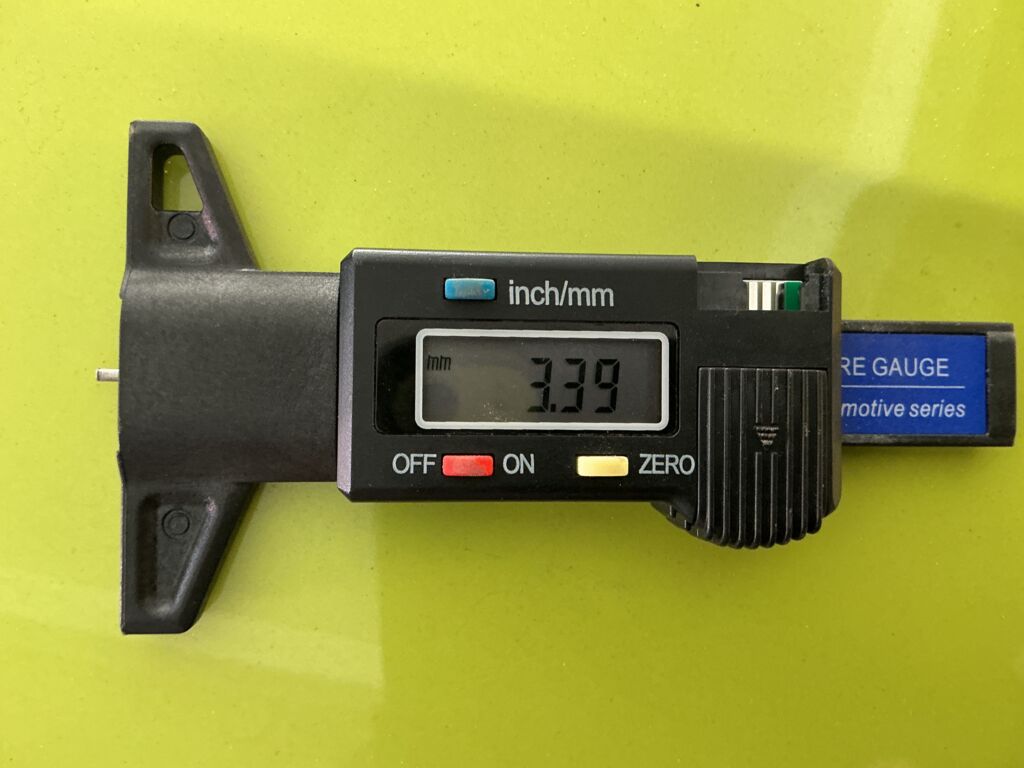 inch/mm
mm
3.39
OFF ON ZERO
RE GAUGE
motive series